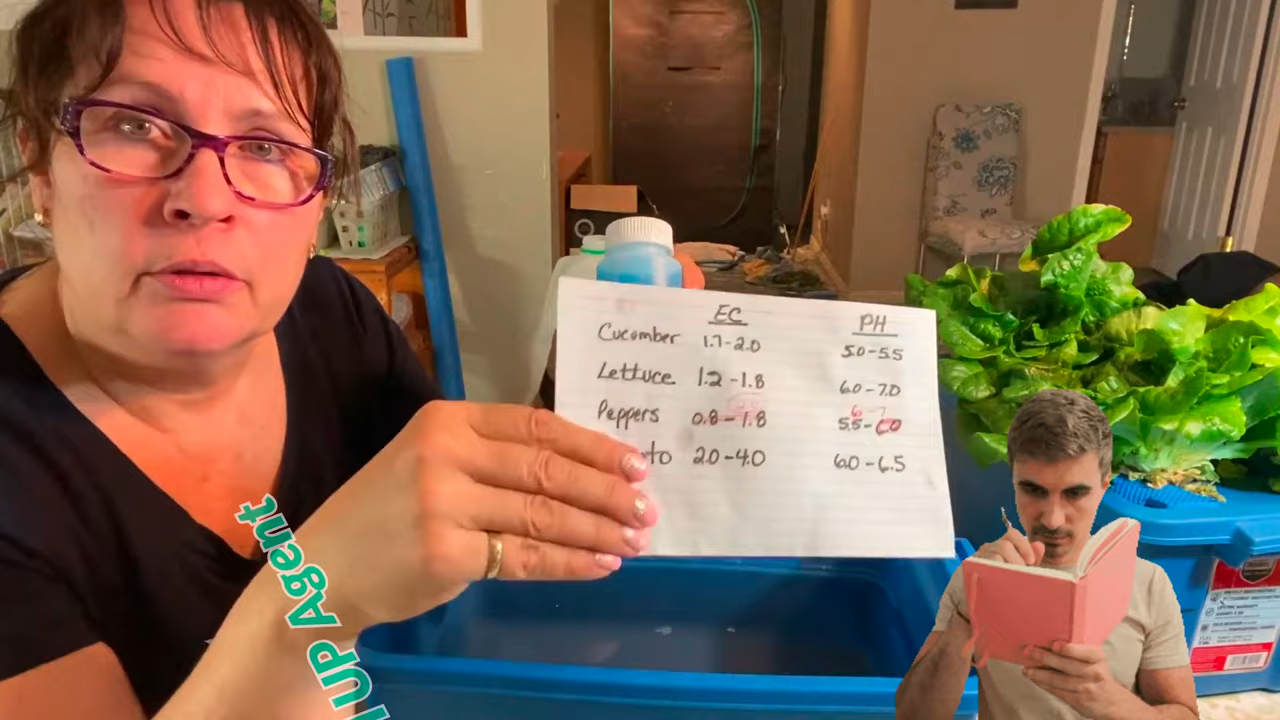 EC PH
Cucumber 1.7-2.0 5.0-5.5
Lettuce 1.2-1.8 6.0-7.0
Peppers 0.8-1.8 5.5-6.0
6-7
to 2.0-4.0 6.0-6.5
UP Agent